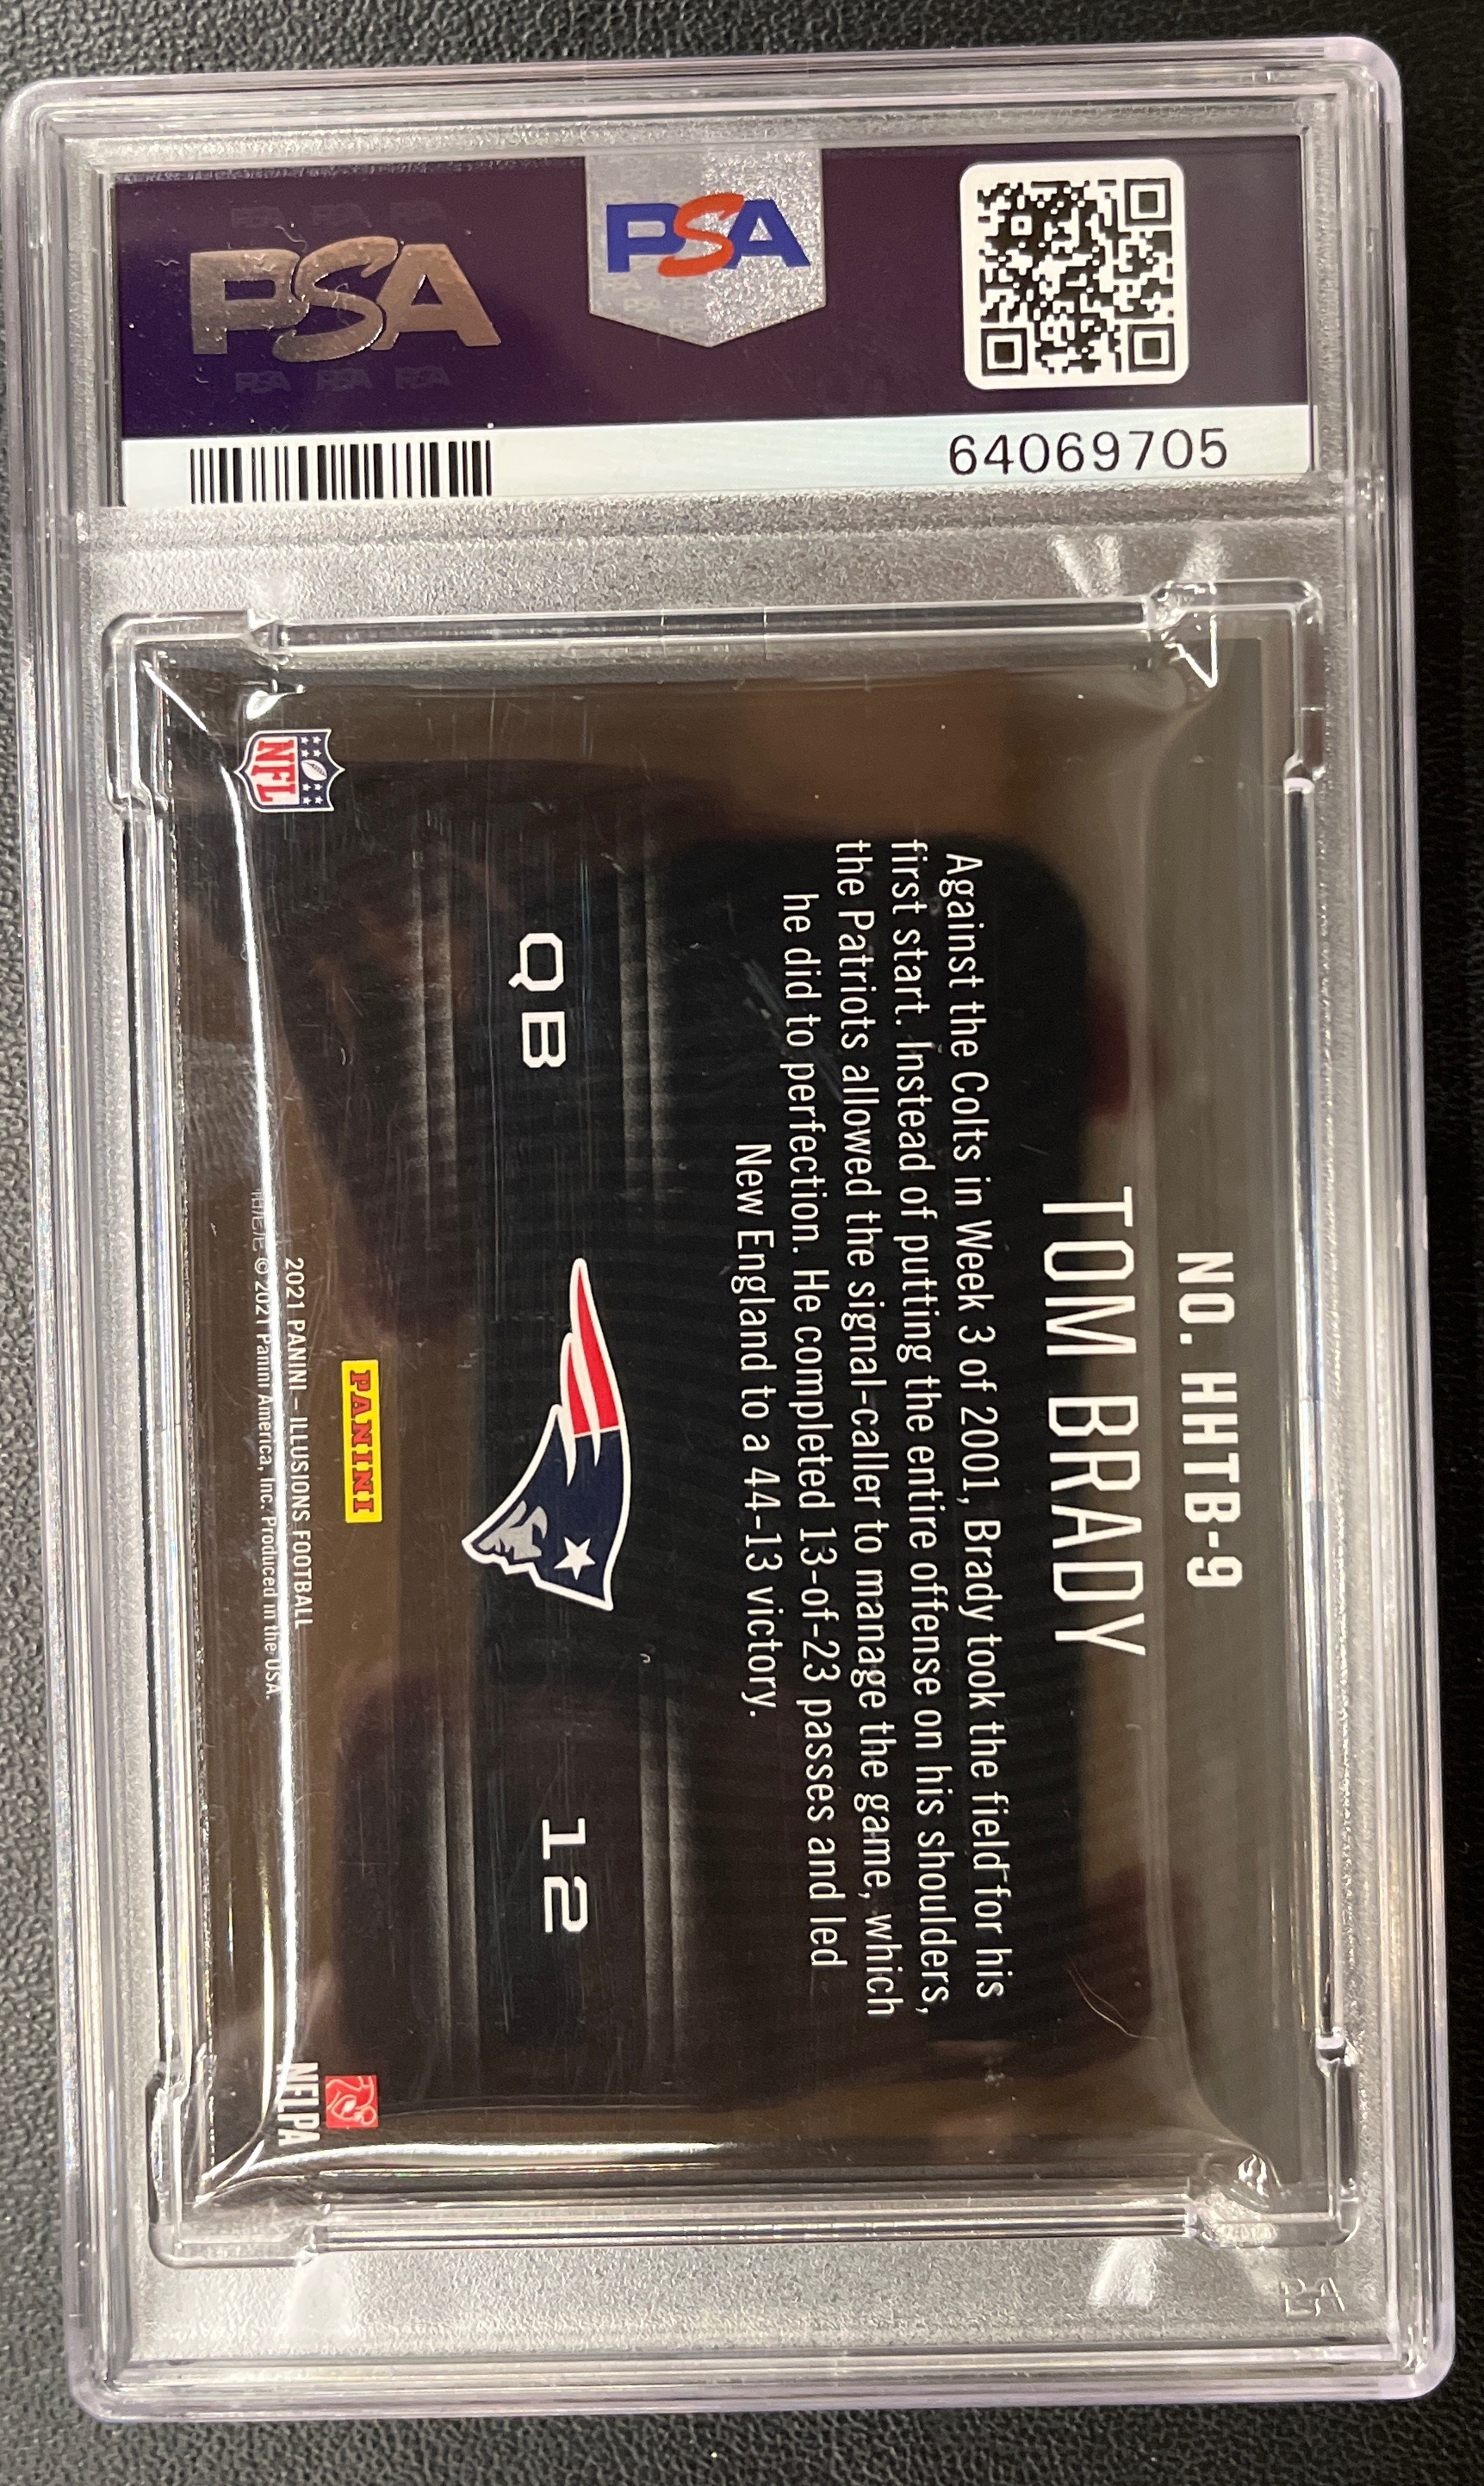 PSA
PSA
64069705
NO. HHTB-9
TOM BRADY
Against the Colts in Week 3 of 2001, Brady took the field for his
first start. Instead of putting the entire offense on his shoulders,
the Patriots allowed the signal-caller to manage the game, which
he did to perfection. He completed 13-of-23 passes and led
New England to a 44-13 victory.
QB
12
PANINI
NFL
NFLPA
2021 PANINI – ILLUSIONS FOOTBALL
© 2021 Panini America, Inc. Produced in the USA.